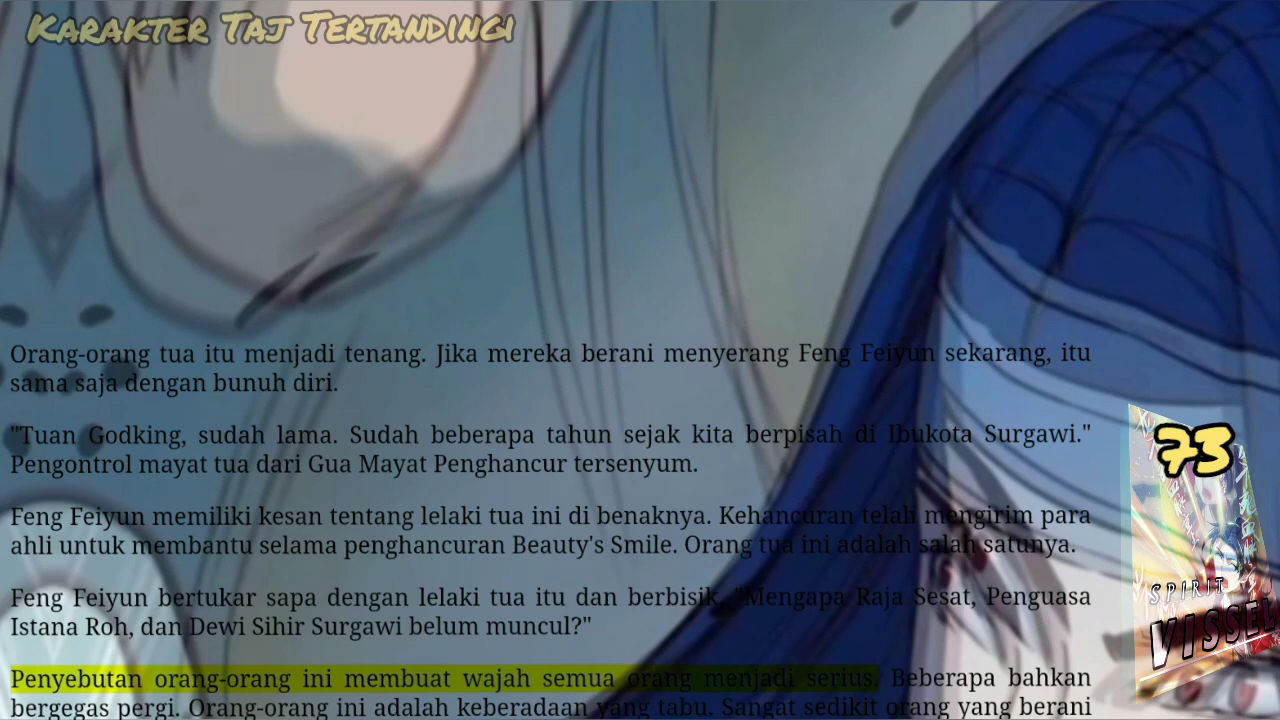 Karakter Taj Tertandingi
Orang-orang tua itu menjadi tenang. Jika mereka berani menyerang Feng Feiyun sekarang, itu
sama saja dengan bunuh diri.
"Tuan Godking, sudah lama. Sudah beberapa tahun sejak kita berpisah di Ibukota Surgawi."
Pengontrol mayat tua dari Gua Mayat Penghancur tersenyum.
Feng Feiyun memiliki kesan tentang lelaki tua ini di benaknya. Kehancuran telah mengirim para
ahli untuk membantu selama penghancuran Beauty's Smile. Orang tua ini adalah salah satunya.
Feng Feiyun bertukar sapa dengan lelaki tua itu dan berbisik, "Mengapa Raja Sesat, Penguasa
Istana Roh, dan Dewi Sihir Surgawi belum muncul?"
Penyebutan orang-orang ini membuat wajah semua orang menjadi serius. Beberapa bahkan
bergegas pergi. Orang-orang ini adalah keberadaan yang tabu. Sangat sedikit orang yang berani
73
SPIRIT
VISSEL